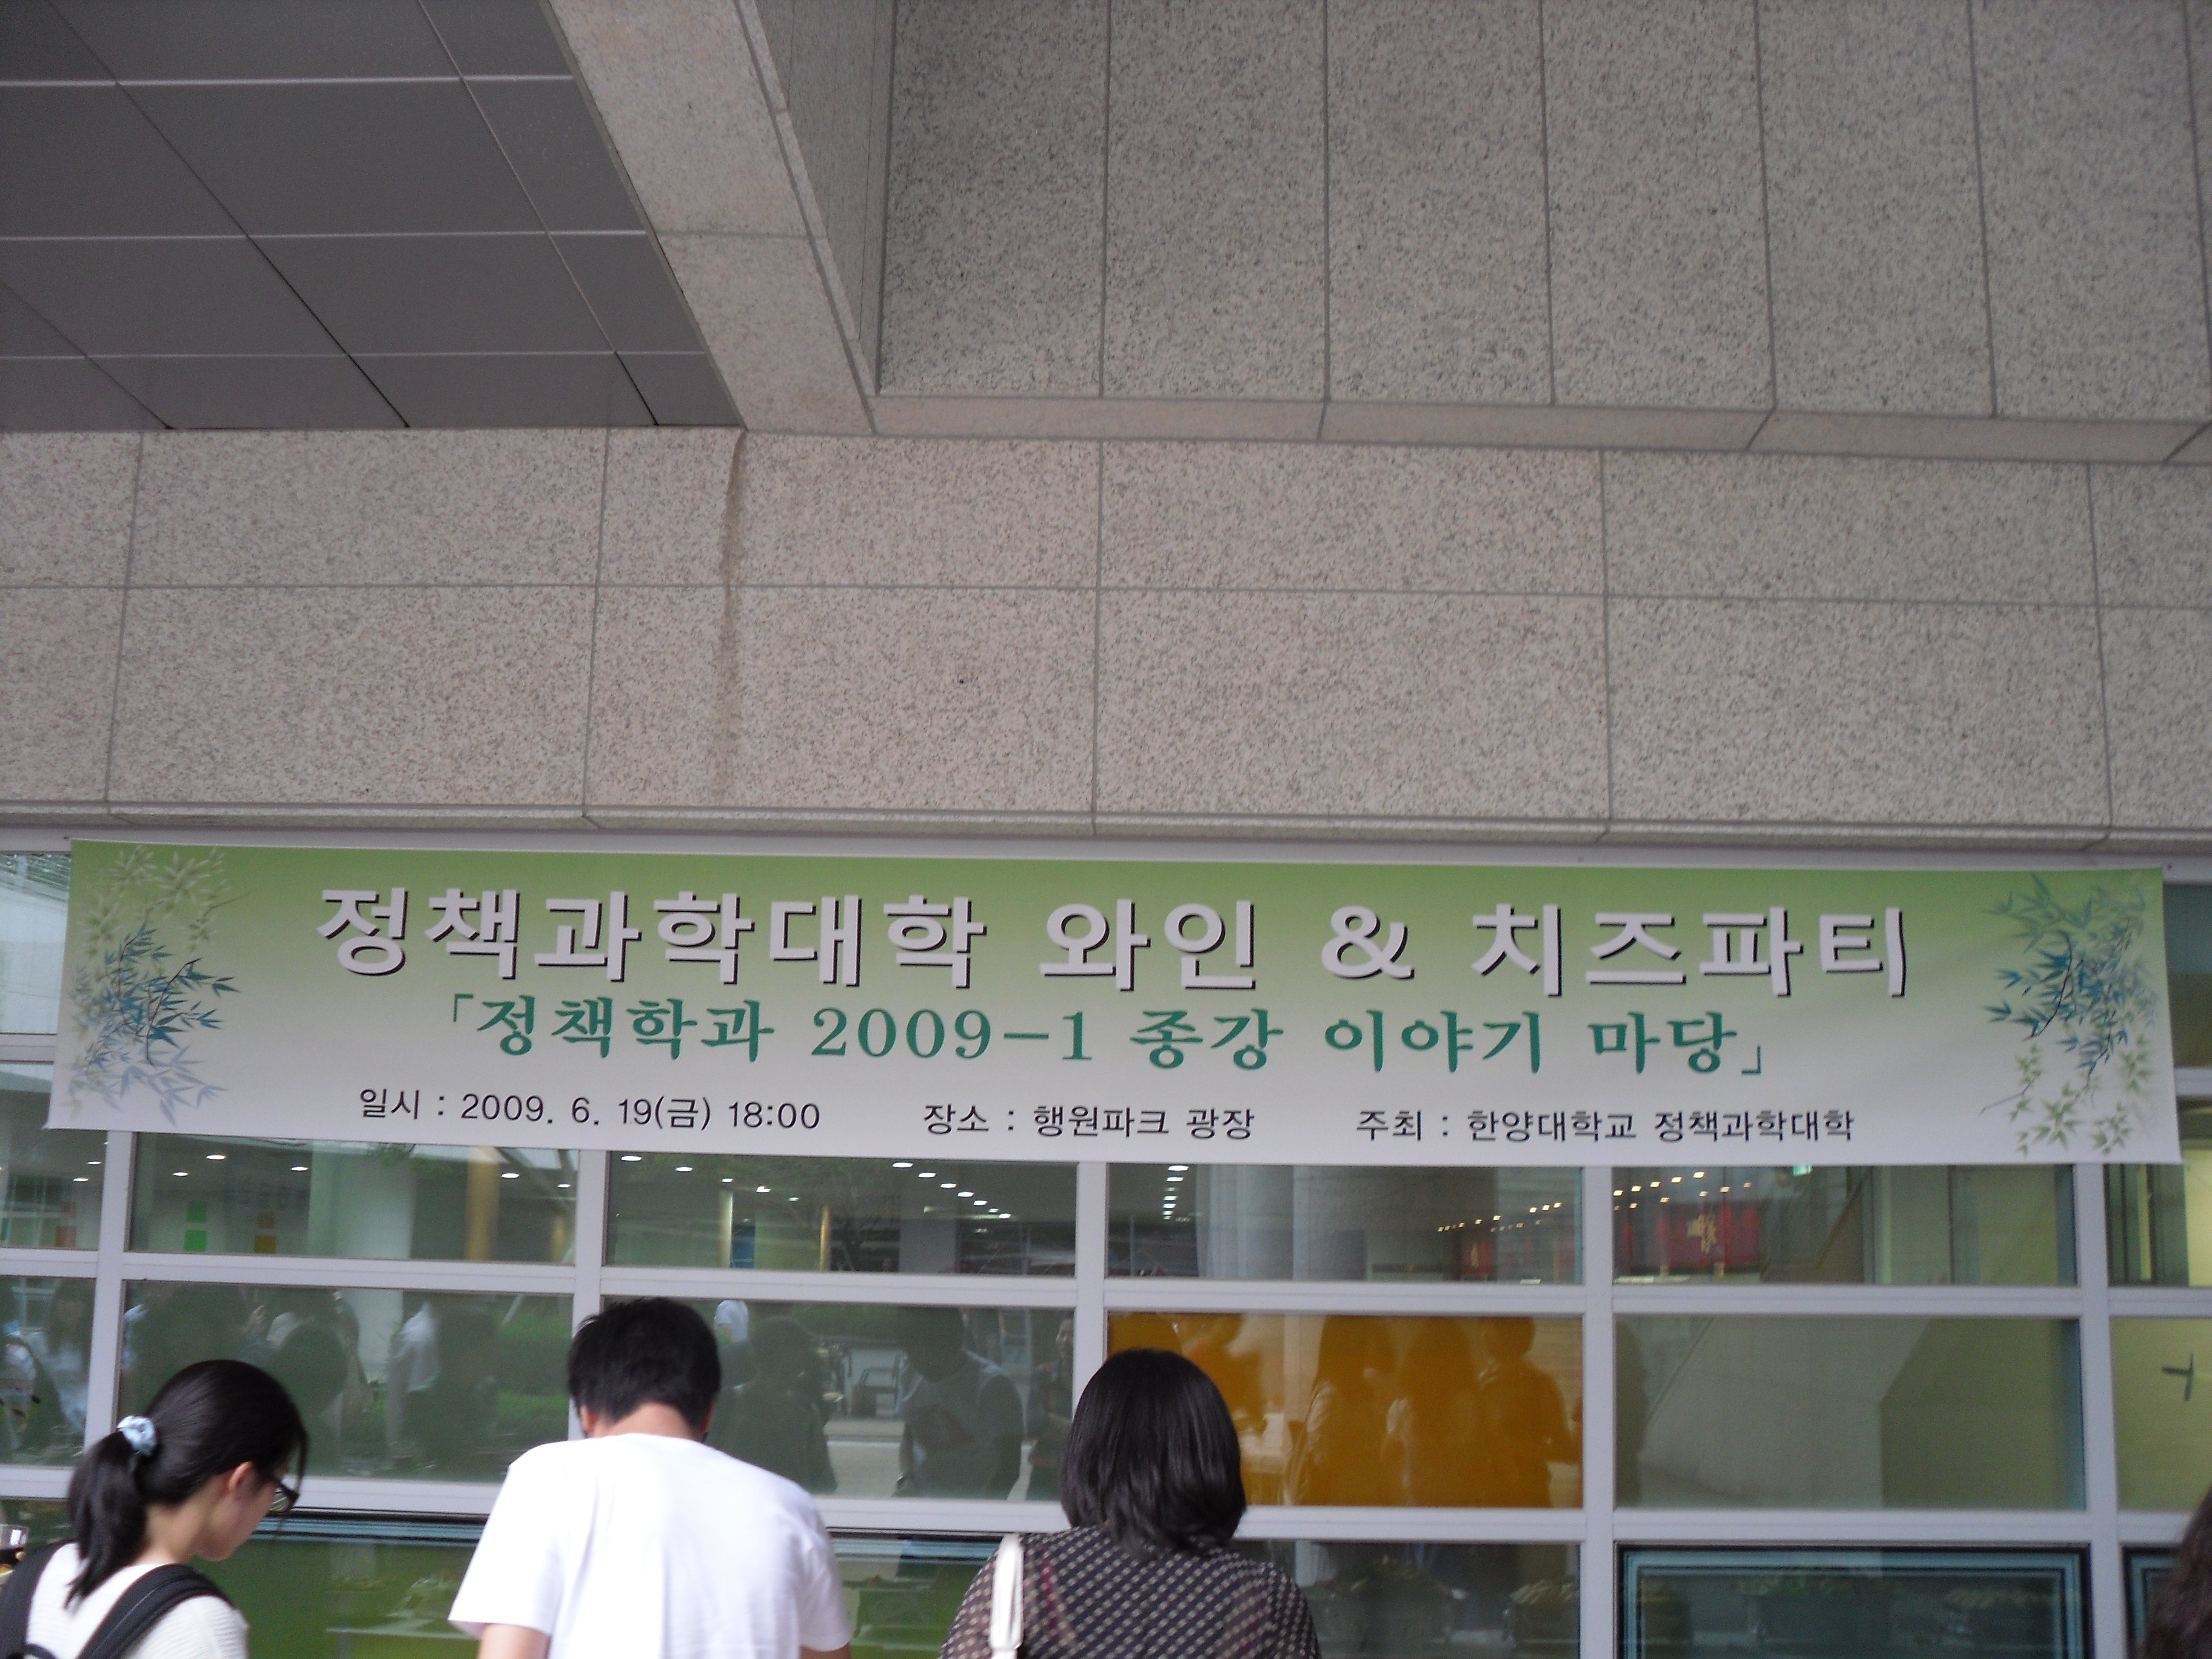 정책과학대학 와인 & 치즈파티
「정책학과 2009-1 종강 이야기 마당」
일시 : 2009. 6. 19(금) 18:00 장소 : 행원파크 광장 주최 : 한양대학교 정책과학대학